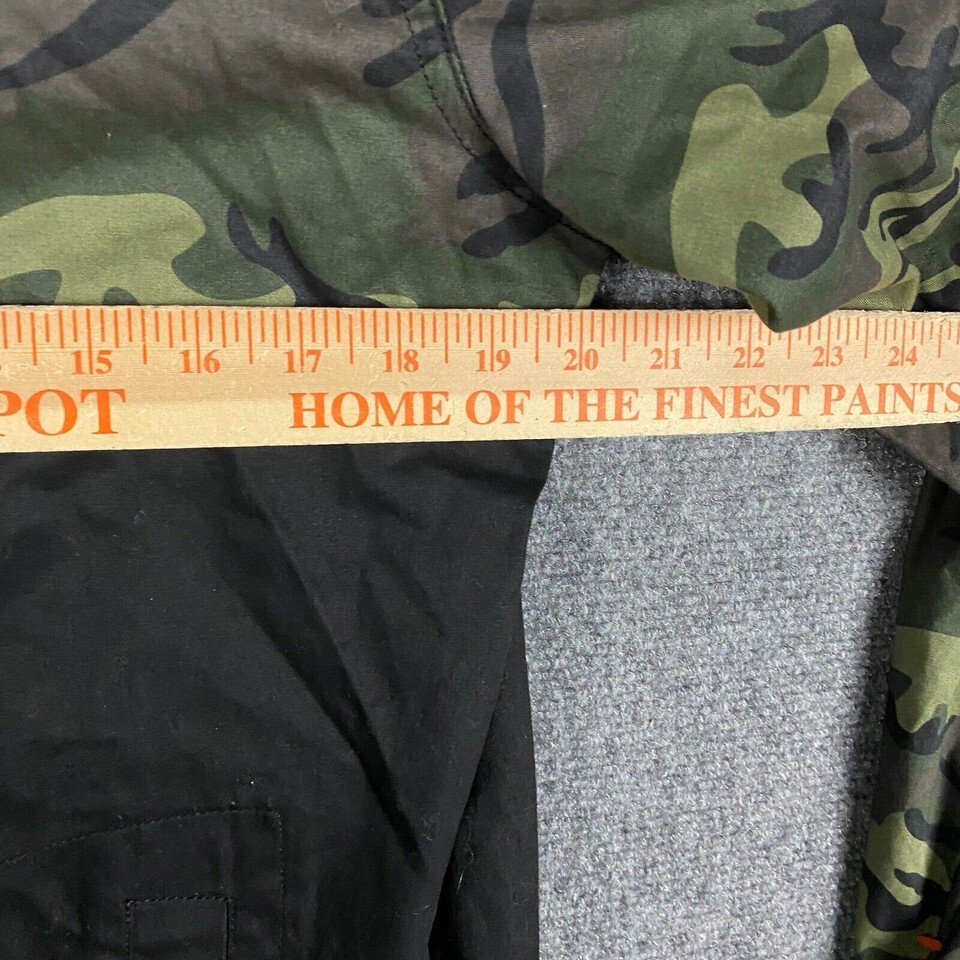 15 16 17 18 19 20 21 22 23 24
POT HOME OF THE FINEST PAINTS